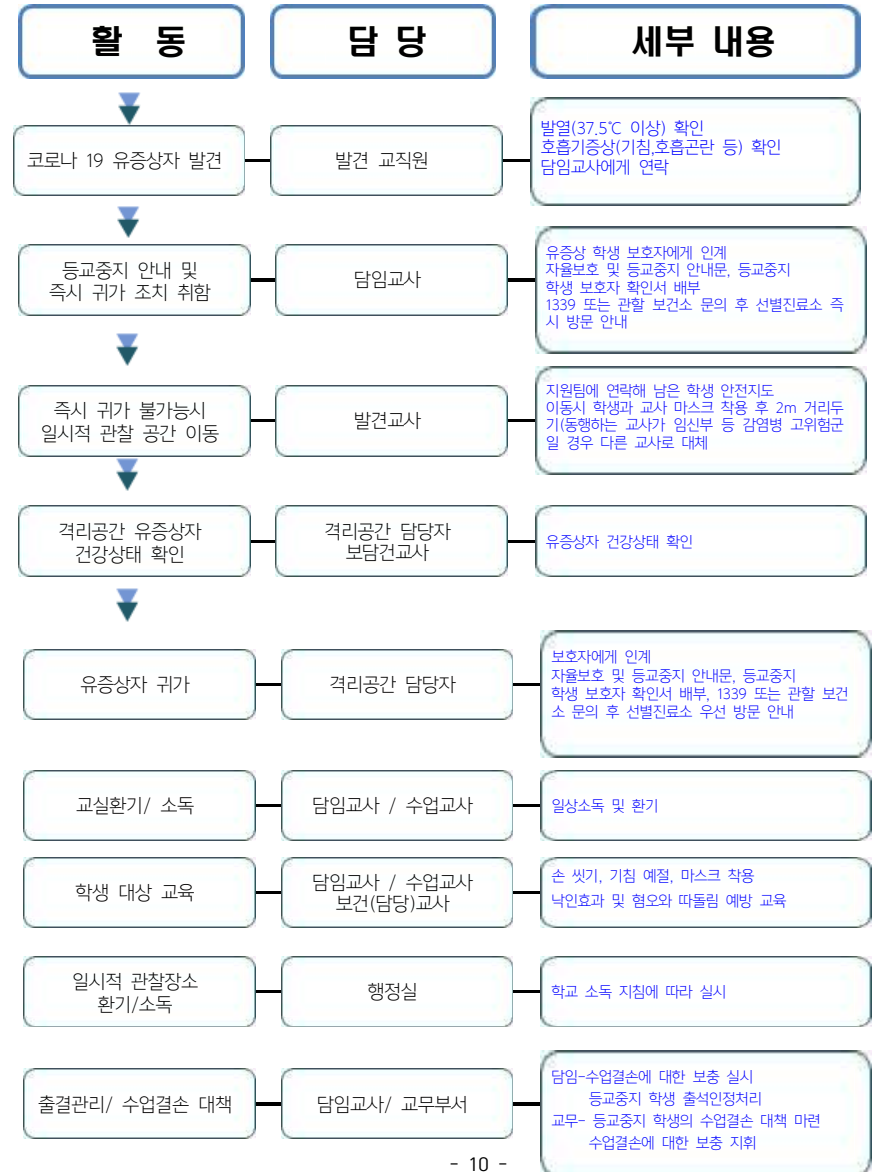 활 동
담 당
세부 내용
코로나 19 유증상자 발견
발견 교직원
발열(37.5℃ 이상) 확인
호흡기증상(기침,호흡곤란 등) 확인
담임교사에게 연락
등교중지 안내 및
즉시 귀가 조치 취함
담임교사
유증상 학생 보호자에게 인계
자율보호 및 등교중지 안내문, 등교중지
학생 보호자 확인서 배부
1339 또는 관할 보건소 문의 후 선별진료소 즉
시 방문 안내
즉시 귀가 불가능시
일시적 관찰 공간 이동
발견교사
지원팀에 연락해 남은 학생 안전지도
이동시 학생과 교사 마스크 착용 후 2m 거리두
기(동행하는 교사가 임신부 등 감염병 고위험군
일 경우 다른 교사로 대체
격리공간 유증상자
건강상태 확인
격리공간 담당자
보담건교사
유증상자 건강상태 확인
유증상자 귀가
격리공간 담당자
보호자에게 인계
자율보호 및 등교중지 안내문, 등교중지
학생 보호자 확인서 배부, 1339 또는 관할 보건
소 문의 후 선별진료소 우선 방문 안내
교실환기/ 소독
담임교사 / 수업교사
일상소독 및 환기
학생 대상 교육
담임교사 / 수업교사
보건(담당)교사
손 씻기, 기침 예절, 마스크 착용
낙인효과 및 혐오와 따돌림 예방 교육
일시적 관찰장소
환기/소독
행정실
학교 소독 지침에 따라 실시
출결관리/ 수업결손 대책
담임교사/ 교무부서
담임-수업결손에 대한 보충 실시
등교중지 학생 출석인정처리
교무- 등교중지 학생의 수업결손 대책 마련
수업결손에 대한 보충 지휘
- 10 -